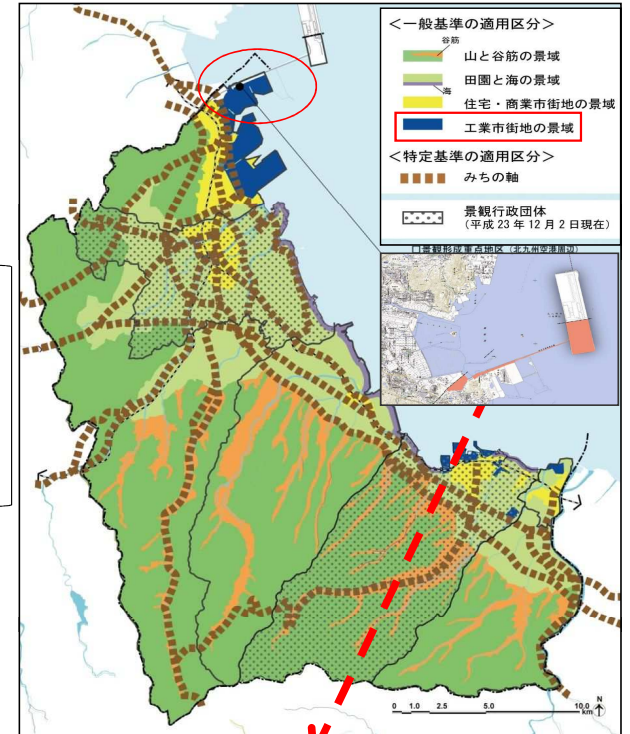 ＜一般基準の適用区分＞
谷筋
山と谷筋の景域
田園と海の景域
海
住宅・商業市街地の景域
工業市街地の景域
＜特定基準の適用区分＞
みちの軸
景観行政団体
（平成 23 年 12 月 2 日現在）
□景観形成重点地区（北九州空港周辺）
0 1.0 2.5 5.0 10.0
km
N